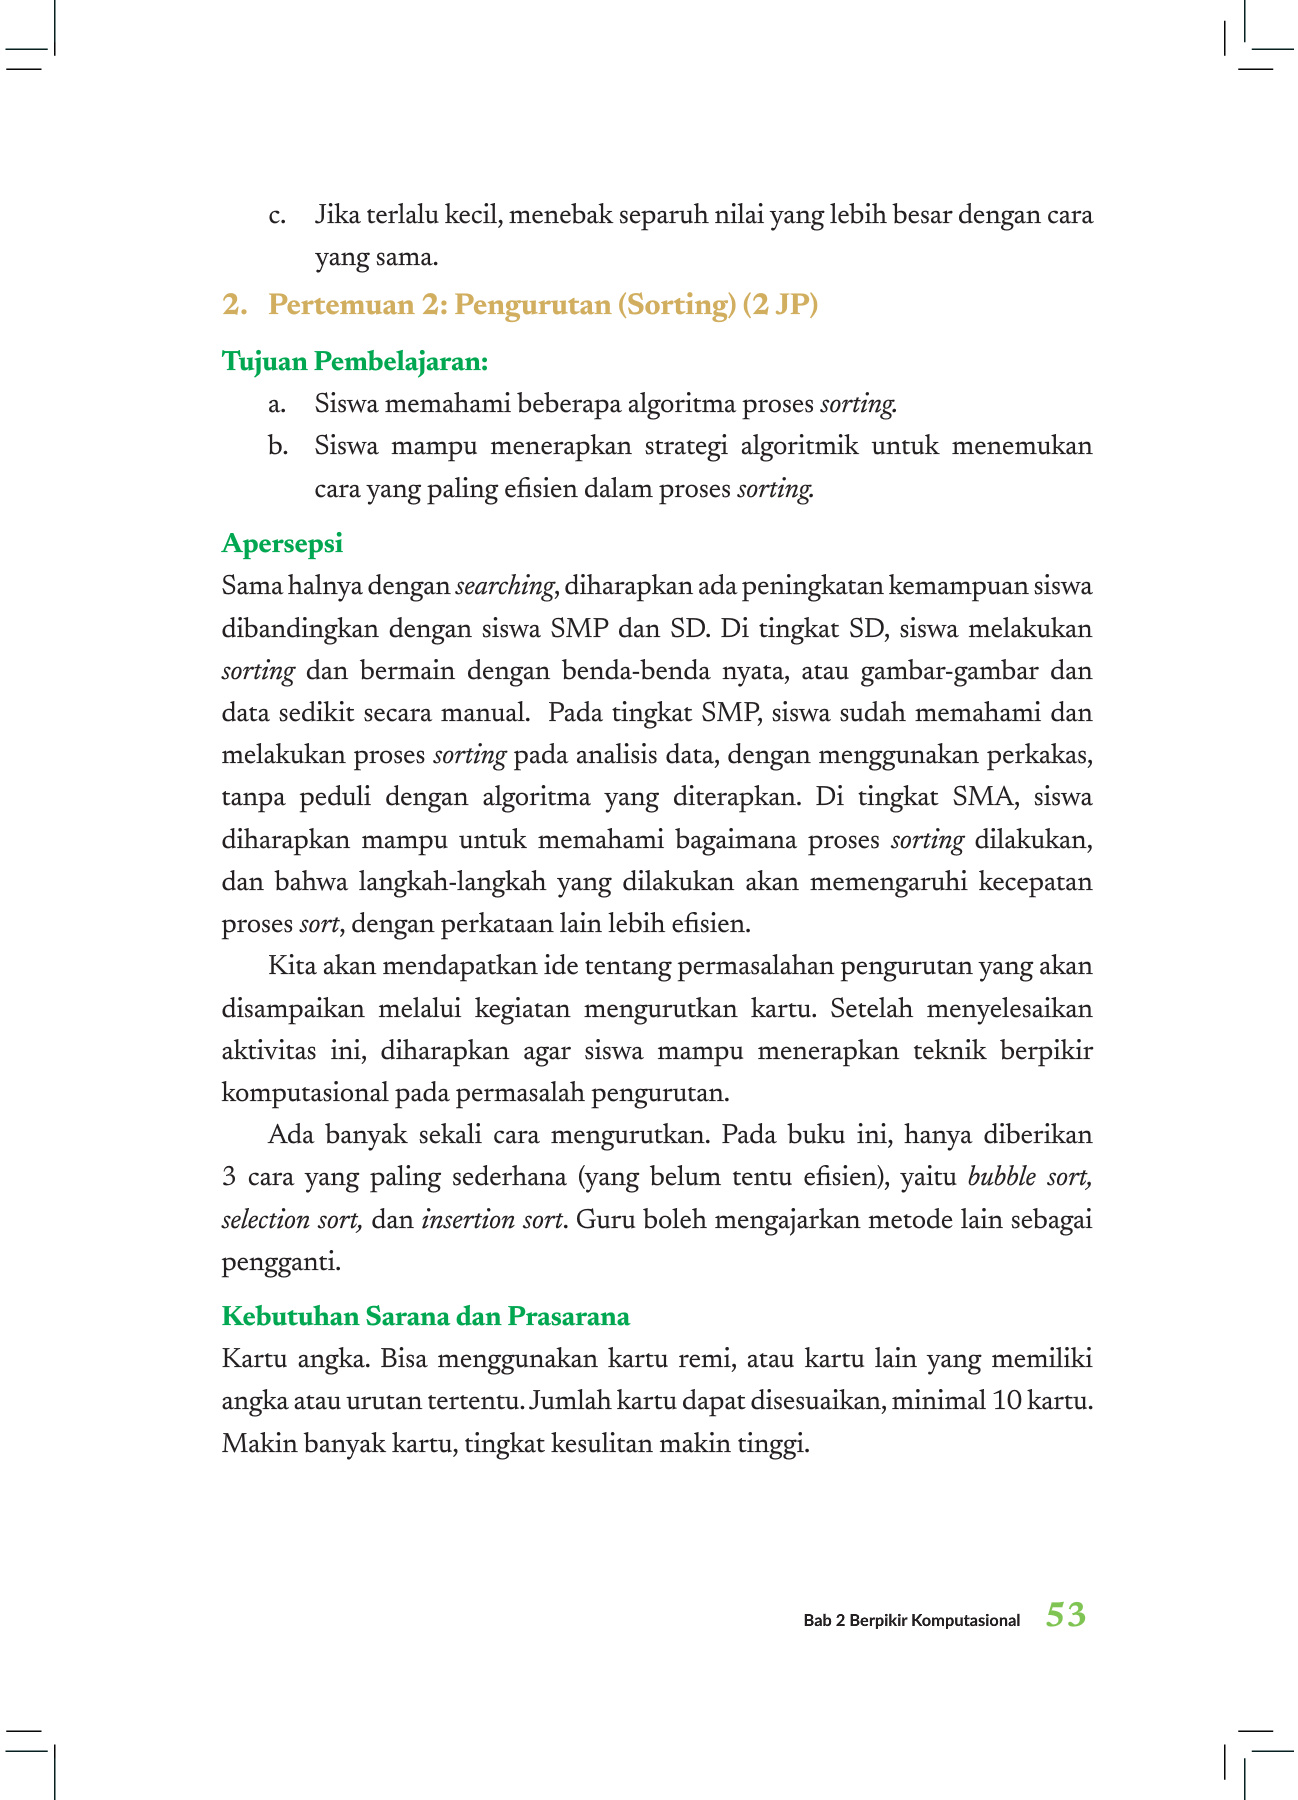 c. Jika terlalu kecil, menebak separuh nilai yang lebih besar dengan cara
yang sama.
2. Pertemuan 2: Pengurutan (Sorting) (2 JP)
Tujuan Pembelajaran:
a. Siswa memahami beberapa algoritma proses sorting.
b. Siswa mampu menerapkan strategi algoritmik untuk menemukan
cara yang paling efisien dalam proses sorting.
Apersepsi
Sama halnya dengan searching, diharapkan ada peningkatan kemampuan siswa
dibandingkan dengan siswa SMP dan SD. Di tingkat SD, siswa melakukan
sorting dan bermain dengan benda-benda nyata, atau gambar-gambar dan
data sedikit secara manual. Pada tingkat SMP, siswa sudah memahami dan
melakukan proses sorting pada analisis data, dengan menggunakan perkakas,
tanpa peduli dengan algoritma yang diterapkan. Di tingkat SMA, siswa
diharapkan mampu untuk memahami bagaimana proses sorting dilakukan,
dan bahwa langkah-langkah yang dilakukan akan memengaruhi kecepatan
proses sort, dengan perkataan lain lebih efisien.
Kita akan mendapatkan ide tentang permasalahan pengurutan yang akan
disampaikan melalui kegiatan mengurutkan kartu. Setelah menyelesaikan
aktivitas ini, diharapkan agar siswa mampu menerapkan teknik berpikir
komputasional pada permasalah pengurutan.
Ada banyak sekali cara mengurutkan. Pada buku ini, hanya diberikan
3 cara yang paling sederhana (yang belum tentu efisien), yaitu bubble sort,
selection sort, dan insertion sort. Guru boleh mengajarkan metode lain sebagai
pengganti.
Kebutuhan Sarana dan Prasarana
Kartu angka. Bisa menggunakan kartu remi, atau kartu lain yang memiliki
angka atau urutan tertentu. Jumlah kartu dapat disesuaikan, minimal 10 kartu.
Makin banyak kartu, tingkat kesulitan makin tinggi.
Bab 2 Berpikir Komputasional 53